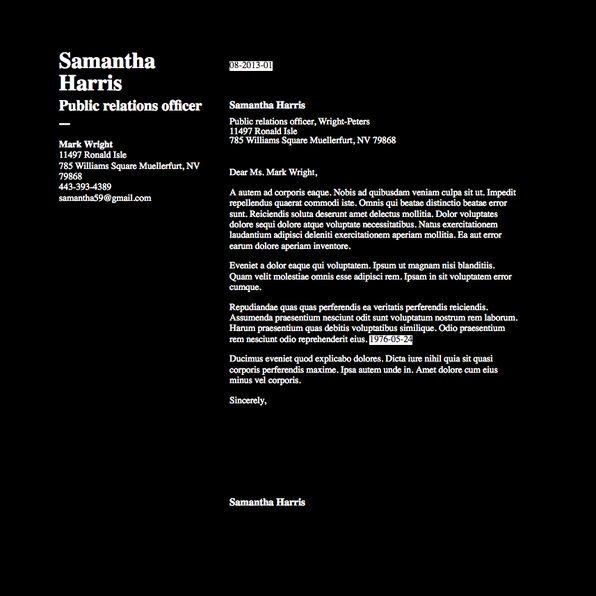 Samantha
Harris
Public relations officer
—
Mark Wright
11497 Ronald Isle
785 Williams Square Muellerfurt, NV
79868
443-393-4389
samantha59@gmail.com
08-2013-01
Samantha Harris
Public relations officer, Wright-Peters
11497 Ronald Isle
785 Williams Square Muellerfurt, NV 79868
Dear Ms. Mark Wright,
A autem ad corporis eaque. Nobis ad quibusdam veniam culpa sit ut. Impedit
repellendus quaerat commodi iste. Omnis qui beatae distinctio beatae error
sunt. Reiciendis soluta deserunt amet delectus mollitia. Dolor voluptates
dolore sequi dolore atque voluptate necessitatibus. Natus exercitationem
laudantium adipisci deleniti exercitationem aperiam mollitia. Ea aut error
earum dolore aperiam inventore.
Eveniet a dolor eaque qui voluptatem. Ipsum ut magnam nisi blanditiis.
Quam velit molestiae omnis esse adipisci rem. Ipsam in sit voluptatem error
cumque.
Repudiandae quas quas perferendis ea veritatis perferendis reiciendis.
Assumenda praesentium nesciunt odit sunt voluptatum nostrum rem laborum.
Harum praesentium quas debitis voluptatibus similique. Odio praesentium
rem nesciunt odio reprehenderit eius. 1976-05-24
Ducimus eveniet quod explicabo dolores. Dicta iure nihil quia sit quasi
corporis perferendis maxime. Ipsa autem unde in. Amet dolore cum eius
minus vel corporis.
Sincerely,
Samantha Harris